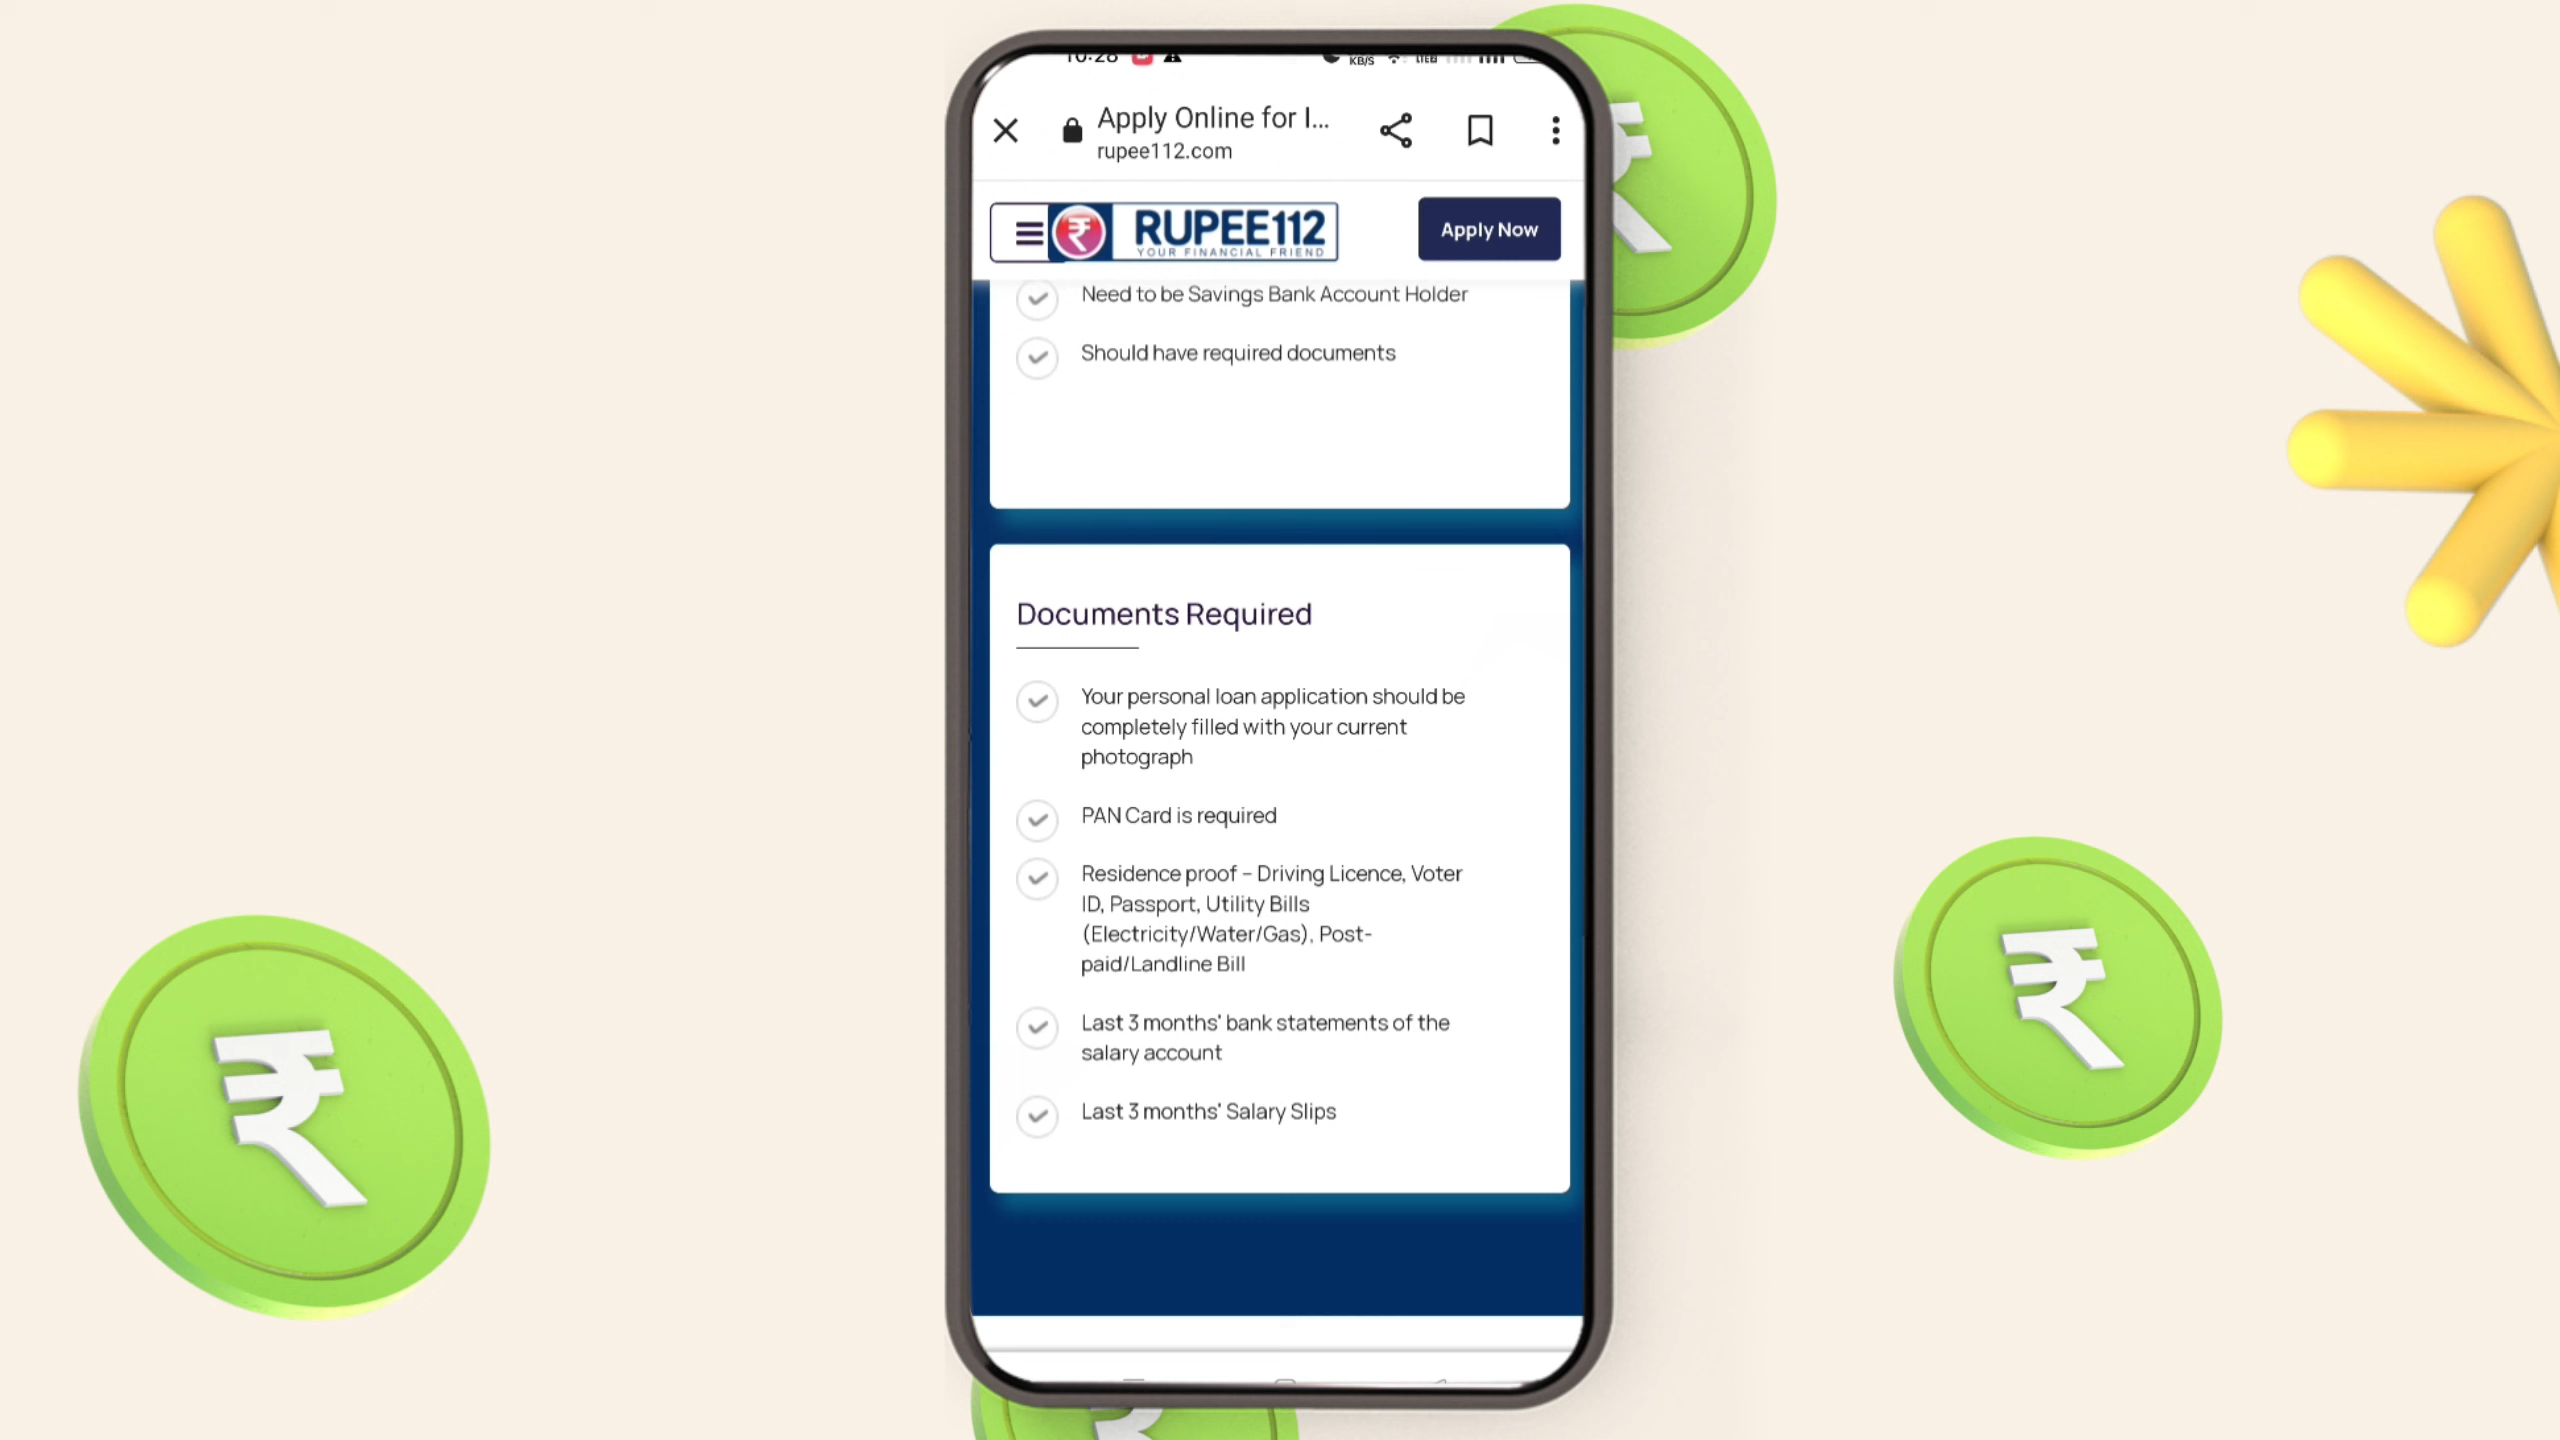 10:28
KB/S
Apply Online for I...
rupee112.com
RUPEE112
YOUR FINANCIAL FRIEND
Apply Now
Need to be Savings Bank Account Holder
Should have required documents
Documents Required
Your personal loan application should be
completely filled with your current
photograph
PAN Card is required
Residence proof – Driving Licence, Voter
ID, Passport, Utility Bills
(Electricity/Water/Gas), Post-
paid/Landline Bill
Last 3 months' bank statements of the
salary account
Last 3 months' Salary Slips
₹
₹
₹
₹